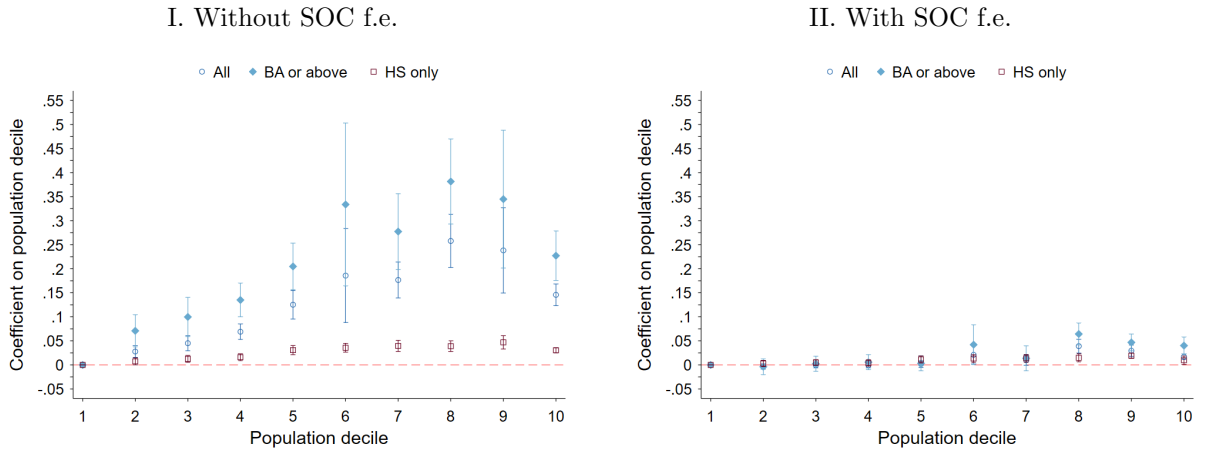 I. Without SOC f.e.
All BA or above HS only
Coefficient on population decile
.55
.5
.45
.4
.35
.3
.25
.2
.15
.1
.05
0
-.05
1 2 3 4 5 6 7 8 9 10
Population decile
II. With SOC f.e.
All BA or above HS only
Coefficient on population decile
.55
.5
.45
.4
.35
.3
.25
.2
.15
.1
.05
0
-.05
1 2 3 4 5 6 7 8 9 10
Population decile